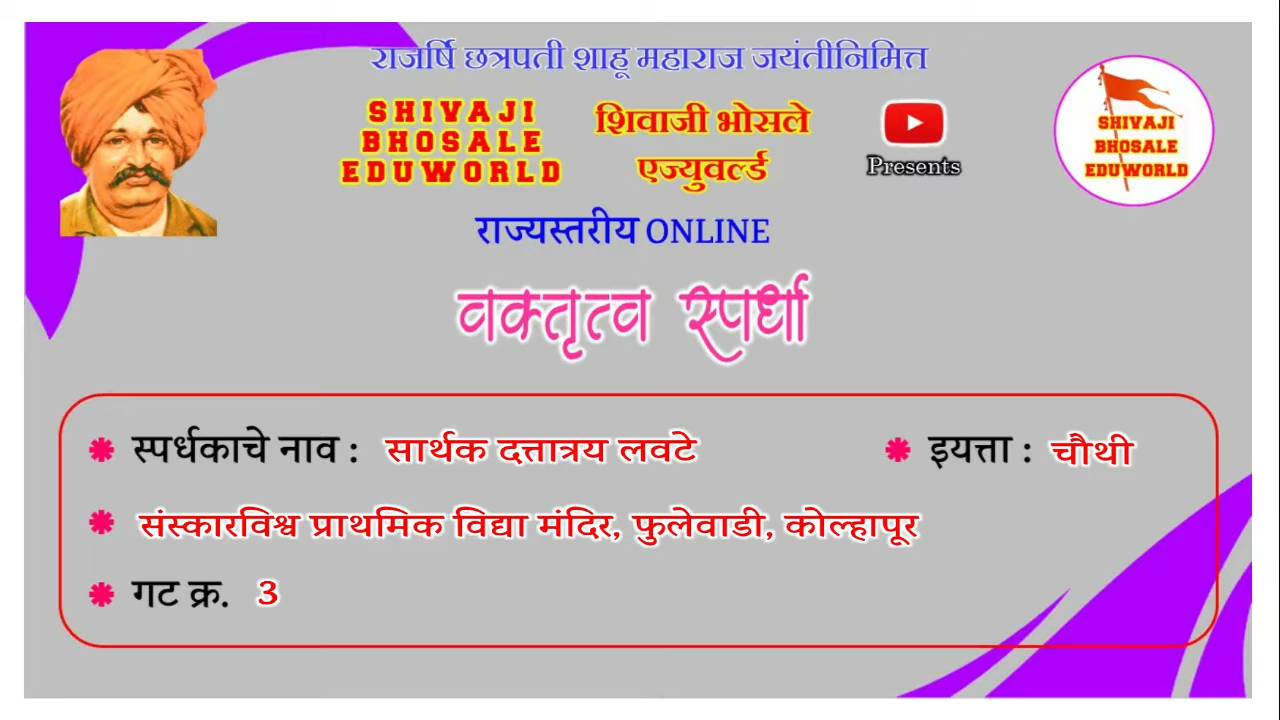 राजर्षि छत्रपती शाहू महाराज जयंतीनिमित्त
SHIVAJI
BHOSALE
EDUWORLD
शिवाजी भोसले
एज्युवर्ल्ड
Presents
SHIVAJI
BHOSALE
EDUWORLD
राज्यस्तरीय ONLINE
वक्तृत्व स्पर्धा
स्पर्धकाचे नाव : सार्थक दत्तात्रय लवटे
इयत्ता : चौथी
संस्कारविश्व प्राथमिक विद्या मंदिर, फुलेवाडी, कोल्हापूर
गट क्र. 3